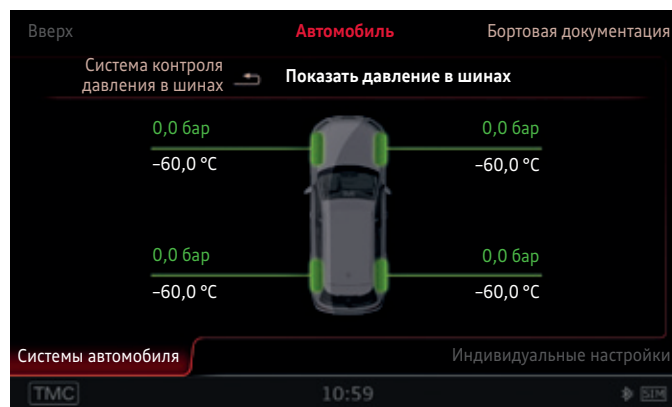 Вверх Автомобиль Бортовая документация
Система контроля
давления в шинах Показать давление в шинах
0,0 бар 0,0 бар
–60,0 °C –60,0 °C
0,0 бар 0,0 бар
–60,0 °C –60,0 °C
Системы автомобиля Индивидуальные настройки
TMC 10:59 SIM